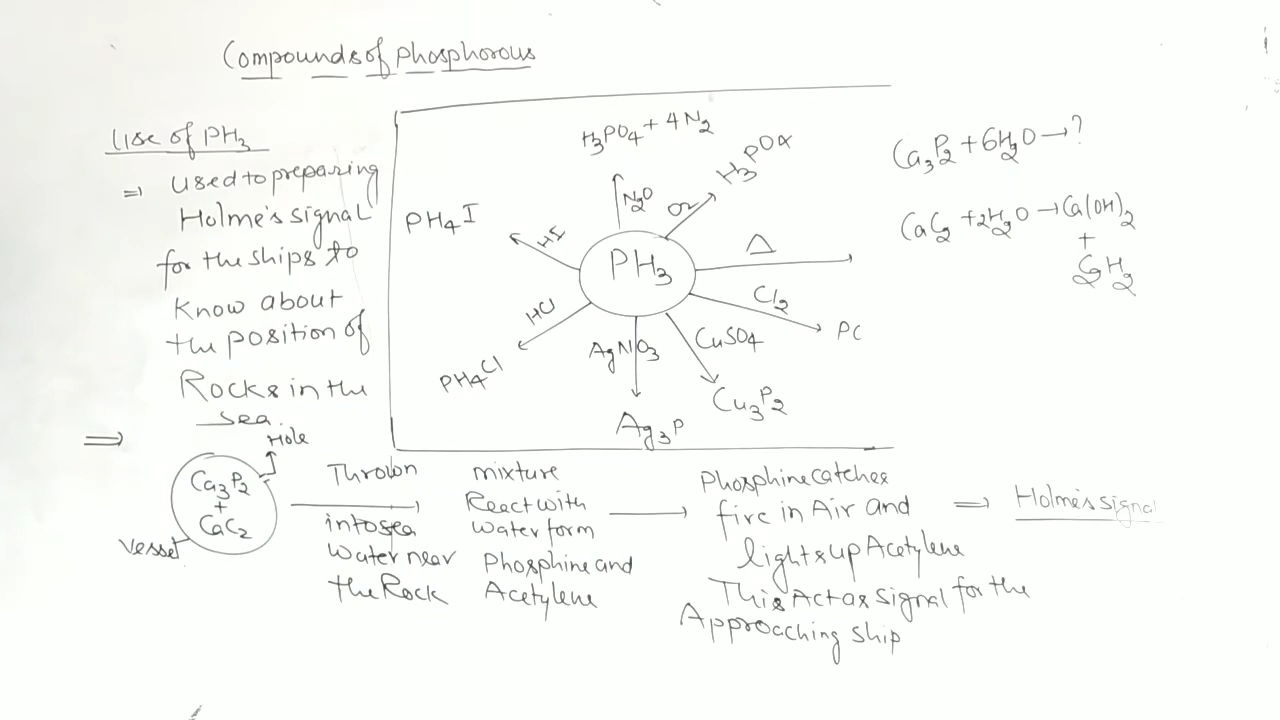 Compounds of Phosphorous
Use of PH3
⇒ Used to preparing
Holme's signal
for the ships to
Know about
the position of
Rocks in the
sea.
H3PO4 + 4N2
N2O
or
H3PO4
PH4I
HI
PH3
Δ
HCl
PH4Cl
AgNO3
Ag3P
CuSO4
Cu3P2
Cl2
PC
Ca3P2 + 6H2O → ?
CaC2 + 2H2O → Ca(OH)2
+
C2H2
⇒
Hole
Ca3P2
+
CaC2
Vessel
Thrown
into sea
Water near
the Rock
mixture
React with
Water form
Phosphine and
Acetylene
Phosphine catches
fire in Air and
lights up Acetylene
This Act as signal for the
Approaching ship
⇒ Holme's signal